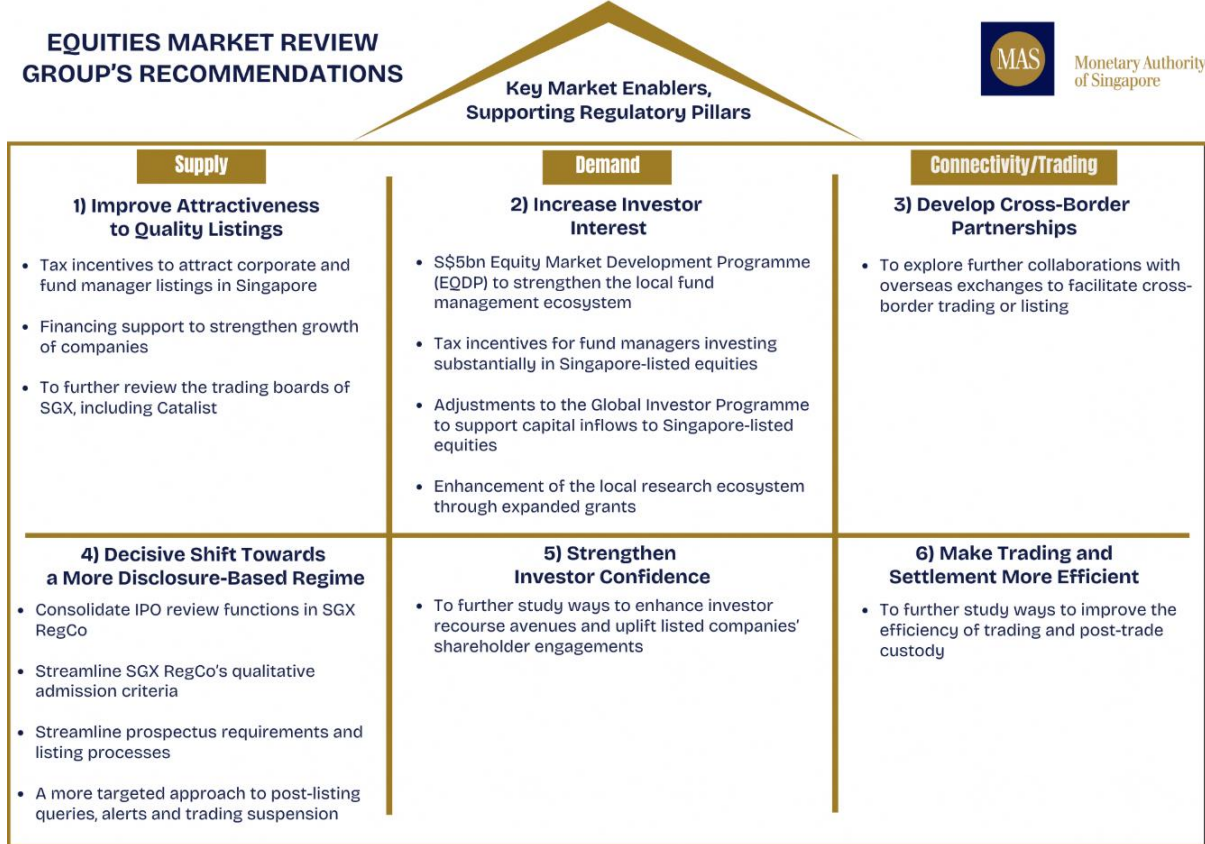 EQUITIES MARKET REVIEW
GROUP'S RECOMMENDATIONS
Key Market Enablers,
Supporting Regulatory Pillars
MAS
Monetary Authority
of Singapore
Supply
1) Improve Attractiveness
to Quality Listings
• Tax incentives to attract corporate and
fund manager listings in Singapore
• Financing support to strengthen growth
of companies
• To further review the trading boards of
SGX, including Catalist
Demand
2) Increase Investor
Interest
• S$5bn Equity Market Development Programme
(EQDP) to strengthen the local fund
management ecosystem
• Tax incentives for fund managers investing
substantially in Singapore-listed equities
• Adjustments to the Global Investor Programme
to support capital inflows to Singapore-listed
equities
• Enhancement of the local research ecosystem
through expanded grants
Connectivity/Trading
3) Develop Cross-Border
Partnerships
• To explore further collaborations with
overseas exchanges to facilitate cross-
border trading or listing
4) Decisive Shift Towards
a More Disclosure-Based Regime
• Consolidate IPO review functions in SGX
RegCo
• Streamline SGX RegCo's qualitative
admission criteria
• Streamline prospectus requirements and
listing processes
• A more targeted approach to post-listing
queries, alerts and trading suspension
5) Strengthen
Investor Confidence
• To further study ways to enhance investor
recourse avenues and uplift listed companies'
shareholder engagements
6) Make Trading and
Settlement More Efficient
• To further study ways to improve the
efficiency of trading and post-trade
custody